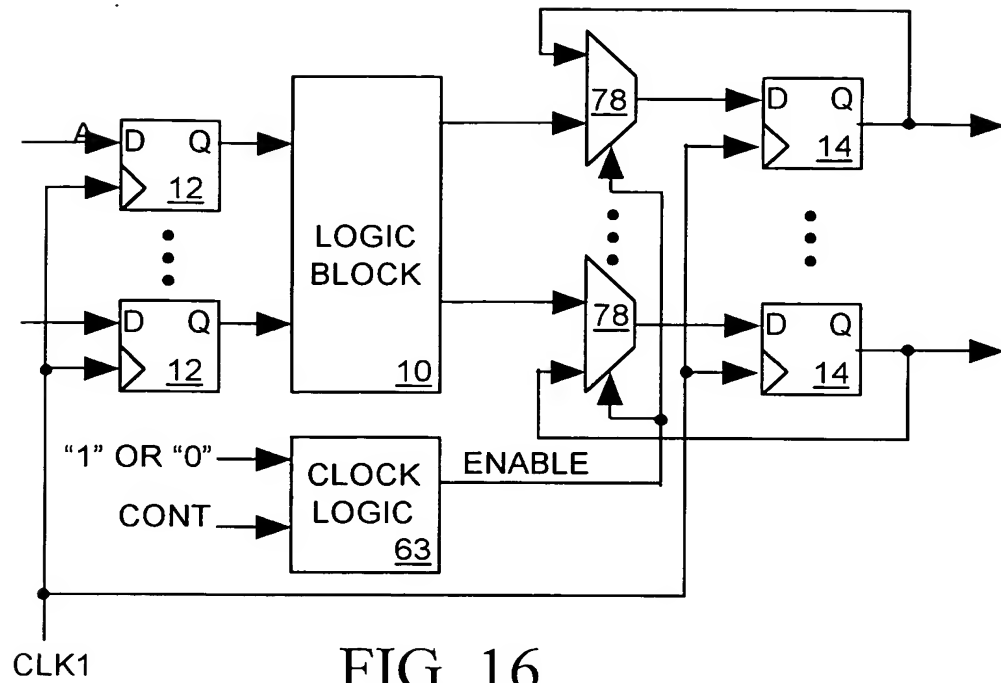 A
D Q
12
D Q
12
LOGIC
BLOCK
10
78
78
D Q
14
D Q
14
"1" OR "0"
CONT
CLOCK
LOGIC
63
ENABLE
CLK1
FIG. 16